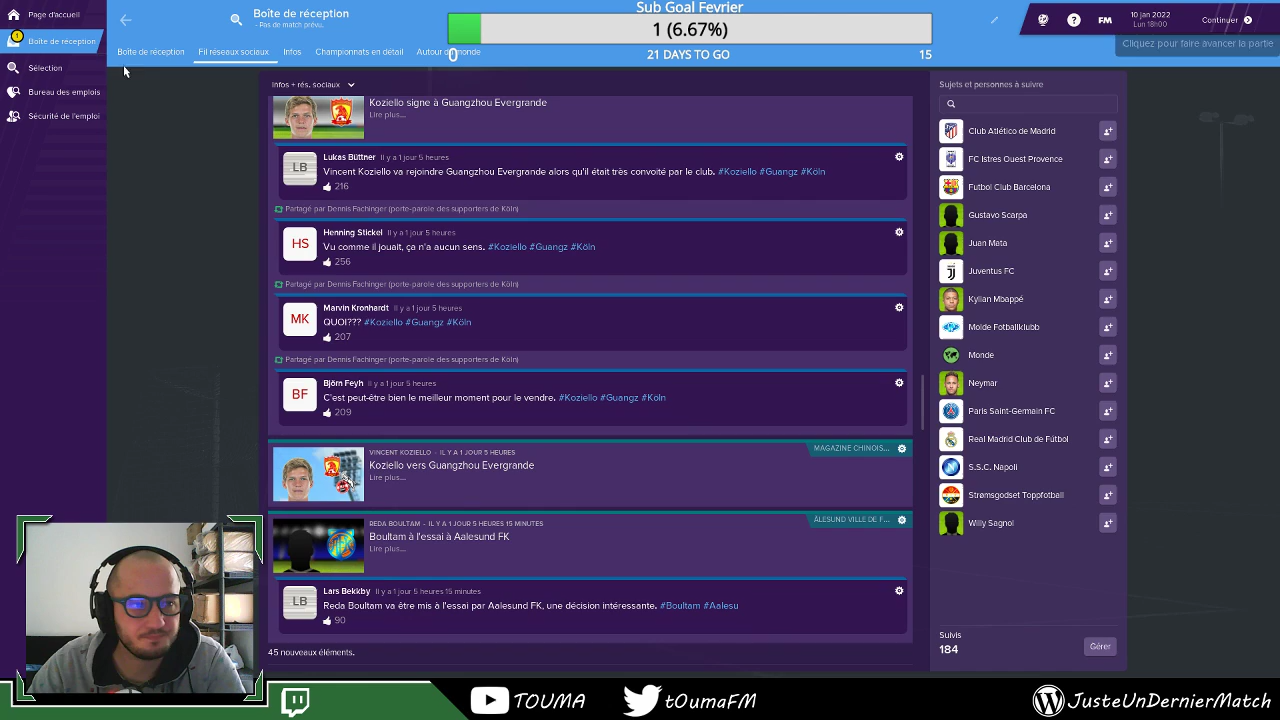 Page d'accueil
1
Boîte de réception
Sélection
Bureau des emplois
Sécurité de l'emploi
Boîte de réception
- Pas de match prévu.
Boîte de réception
Fil réseaux sociaux
Infos
Championnats en détail
Autour du monde
Sub Goal Fevrier
1 (6.67%)
0
21 DAYS TO GO
15
FM
10 jan 2022
Lun 18h00
Continuer
Cliquez pour faire avancer la partie
Infos + rés. sociaux
Koziello signe à Guangzhou Evergrande
Lire plus...
LB
Lukas Büttner Il y a 1 jour 5 heures
Vincent Koziello va rejoindre Guangzhou Evergrande alors qu'il était très convoité par le club. #Koziello #Guangz #Köln
216
Partagé par Dennis Fachinger (porte-parole des supporters de Köln)
HS
Henning Stickel Il y a 1 jour 5 heures
Vu comme il jouait, ça n'a aucun sens. #Koziello #Guangz #Köln
256
Partagé par Dennis Fachinger (porte-parole des supporters de Köln)
MK
Marvin Kronhardt Il y a 1 jour 5 heures
QUOI??? #Koziello #Guangz #Köln
207
Partagé par Dennis Fachinger (porte-parole des supporters de Köln)
BF
Björn Feyh Il y a 1 jour 5 heures
C'est peut-être bien le meilleur moment pour le vendre. #Koziello #Guangz #Köln
209
VINCENT KOZIELLO - IL Y A 1 JOUR 5 HEURES
MAGAZINE CHINOIS...
Koziello vers Guangzhou Evergrande
Lire plus...
REDA BOULTAM - IL Y A 1 JOUR 5 HEURES 15 MINUTES
ÅLESUND VILLE DE F...
Boultam à l'essai à Aalesund FK
Lire plus...
LB
Lars Bekkby Il y a 1 jour 5 heures 15 minutes
Reda Boultam va être mis à l'essai par Aalesund FK, une décision intéressante. #Boultam #Aalesu
90
45 nouveaux éléments.
Sujets et personnes à suivre
Club Atlético de Madrid
FC Istres Ouest Provence
Futbol Club Barcelona
Gustavo Scarpa
Juan Mata
Juventus FC
Kylian Mbappé
Molde Fotballklubb
Monde
Neymar
Paris Saint-Germain FC
Real Madrid Club de Fútbol
S.S.C. Napoli
Strømsgodset Toppfotball
Willy Sagnol
Suivis
184
Gérer
TOUMA
tOumaFM
JusteUnDernierMatch